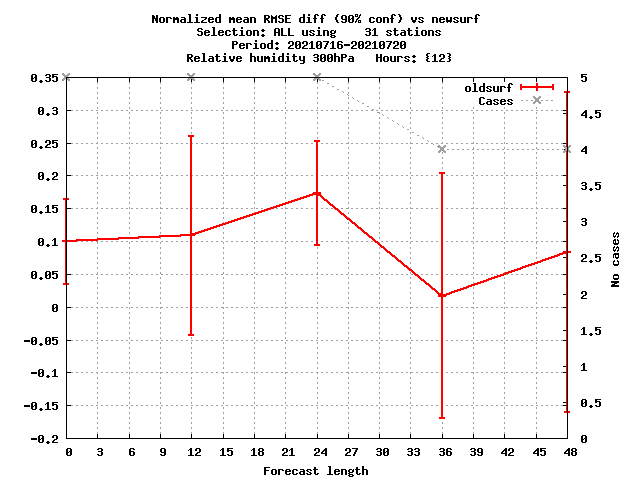 Normalized mean RMSE diff (90% conf) vs newsurf
Selection: ALL using    31 stations
Period: 20210716-20210720
Relative humidity 300hPa   Hours: {12}
oldsurf
Cases
0.35
0.3
0.25
0.2
0.15
0.1
0.05
0
-0.05
-0.1
-0.15
-0.2
5
4.5
4
3.5
3
2.5
2
1.5
1
0.5
0
No cases
0 3 6 9 12 15 18 21 24 27 30 33 36 39 42 45 48
Forecast length